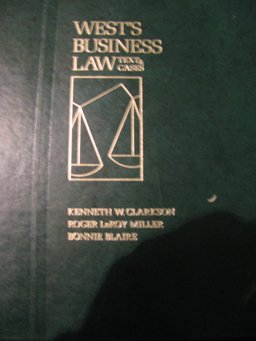 WEST'S
BUSINESS
LAW TEXT & CASES
KENNETH W. CLARKSON
ROGER LeROY MILLER
BONNIE BLAIRE